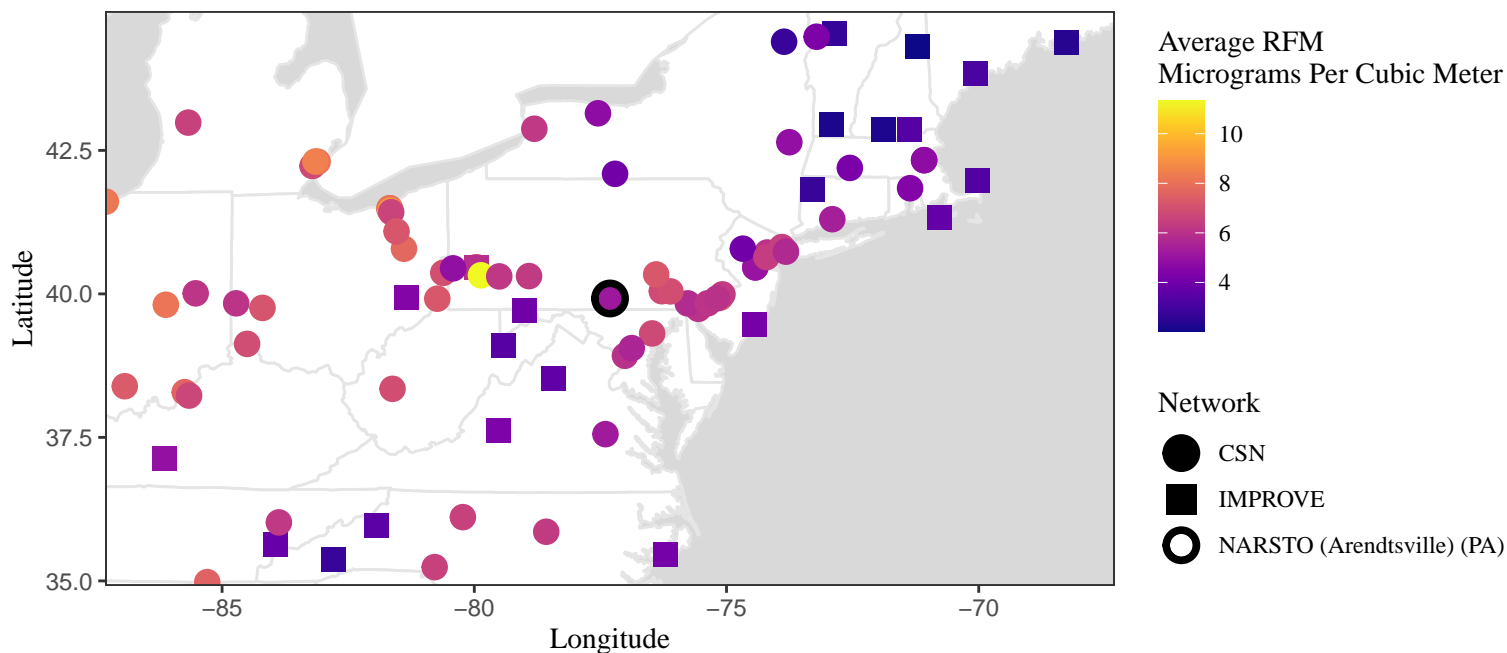 Average RFM
Micrograms Per Cubic Meter
10
8
6
4
Network
CSN
IMPROVE
NARSTO (Arendtsville) (PA)
Latitude
42.5
40.0
37.5
35.0
−85
−80
−75
−70
Longitude